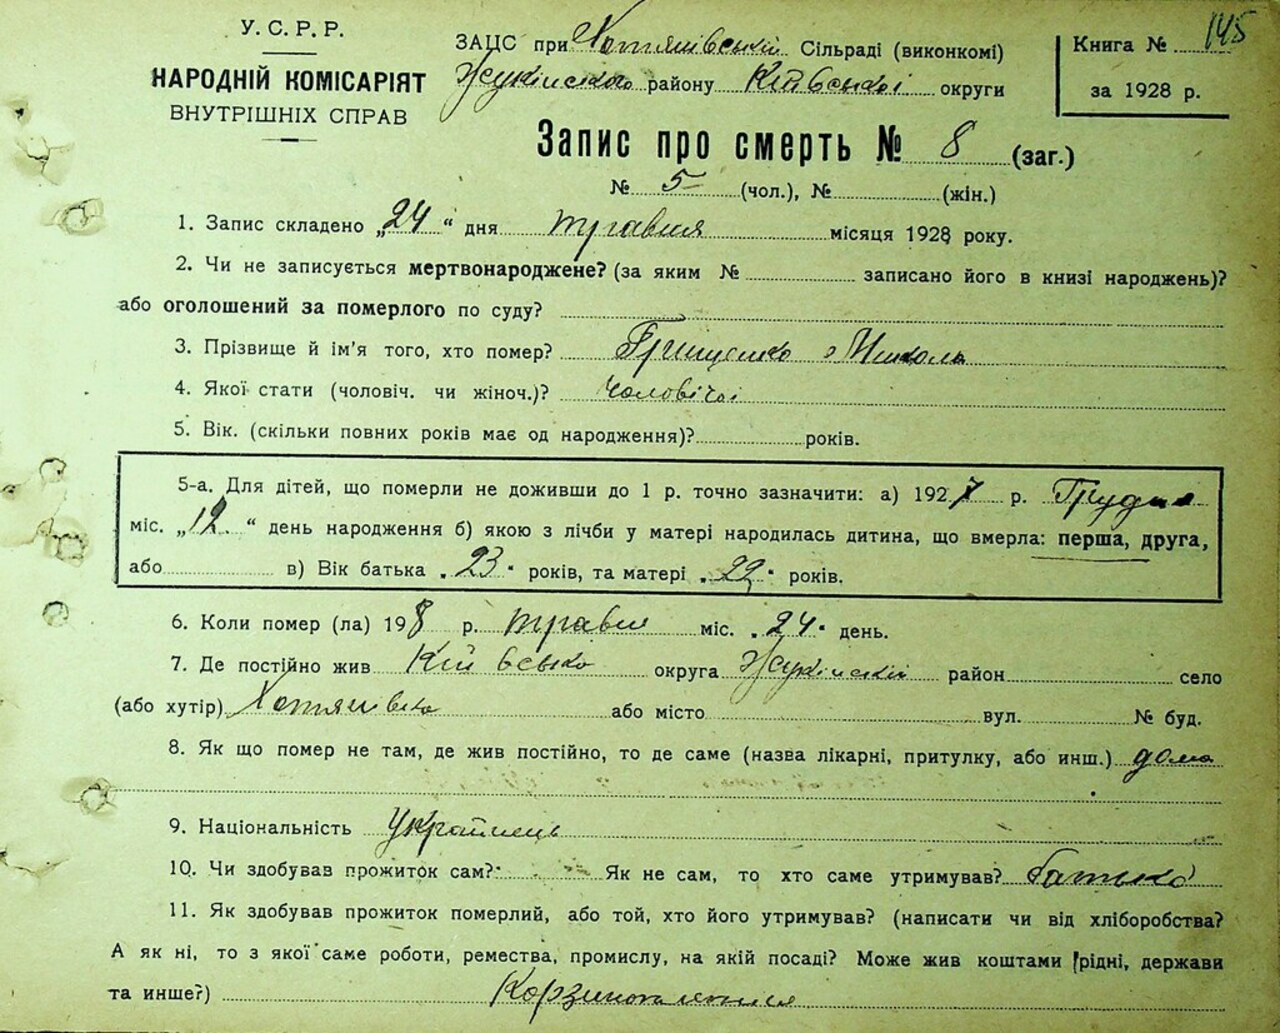 У. С. Р. Р.
НАРОДНІЙ КОМІСАРІЯТ
ВНУТРІШНІХ СПРАВ
ЗАЦС при Хотянівській Сільраді (виконкомі)
Жукінського району Київської округи
Книга № 145
за 1928 р.
Запис про смерть № 8 (заг.)
№ 5 (чол.), № (жін.)
1. Запис складено „24" дня травня місяця 1928 року.
2. Чи не записується мертвонароджене? (за яким № записано його в книзі народжень)?
або оголошений за померлого по суду?
3. Прізвище й ім'я того, хто помер? Грищенко Микола
4. Якої стати (чоловіч. чи жіноч.)? чоловічої
5. Вік. (скільки повних років має од народження)? років.
5-а. Для дітей, що померли не доживши до 1 р. точно зазначити: а) 1927 р. Грудня
міс. „12" день народження б) якою з лічби у матері народилась дитина, що вмерла: перша, друга,
або в) Вік батька „23" років, та матері „22" років.
6. Коли помер (ла) 198 р. травня міс. „24" день.
7. Де постійно жив Київсько округа Жукінській район село
(або хутір) Хотянівка або місто вул. № буд.
8. Як що помер не там, де жив постійно, то де саме (назва лікарні, притулку, або инш.) дома
9. Національність Українець
10. Чи здобував прожиток сам? Як не сам, то хто саме утримував? батько
11. Як здобував прожиток померлий, або той, хто його утримував? (написати чи від хліборобства?
А як ні, то з якої саме роботи, ремества, промислу, на якій посаді? Може жив коштами рідні, держави
та инше?)